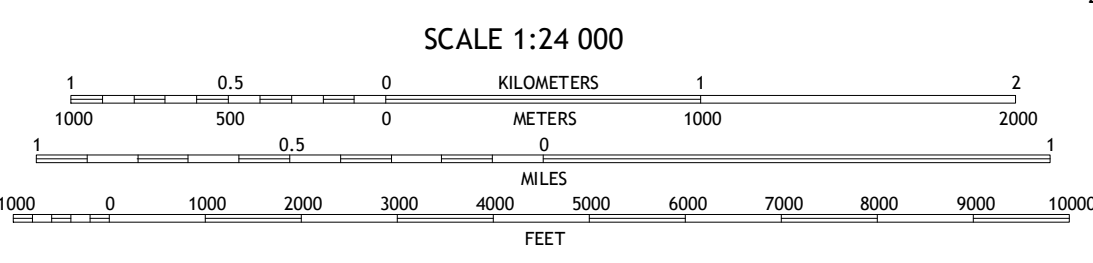 SCALE 1:24 000
1 0.5 0 KILOMETERS 1 2
1000 500 0 METERS 1000 2000
1 0.5 0 1
MILES
1000 0 1000 2000 3000 4000 5000 6000 7000 8000 9000 10000
FEET